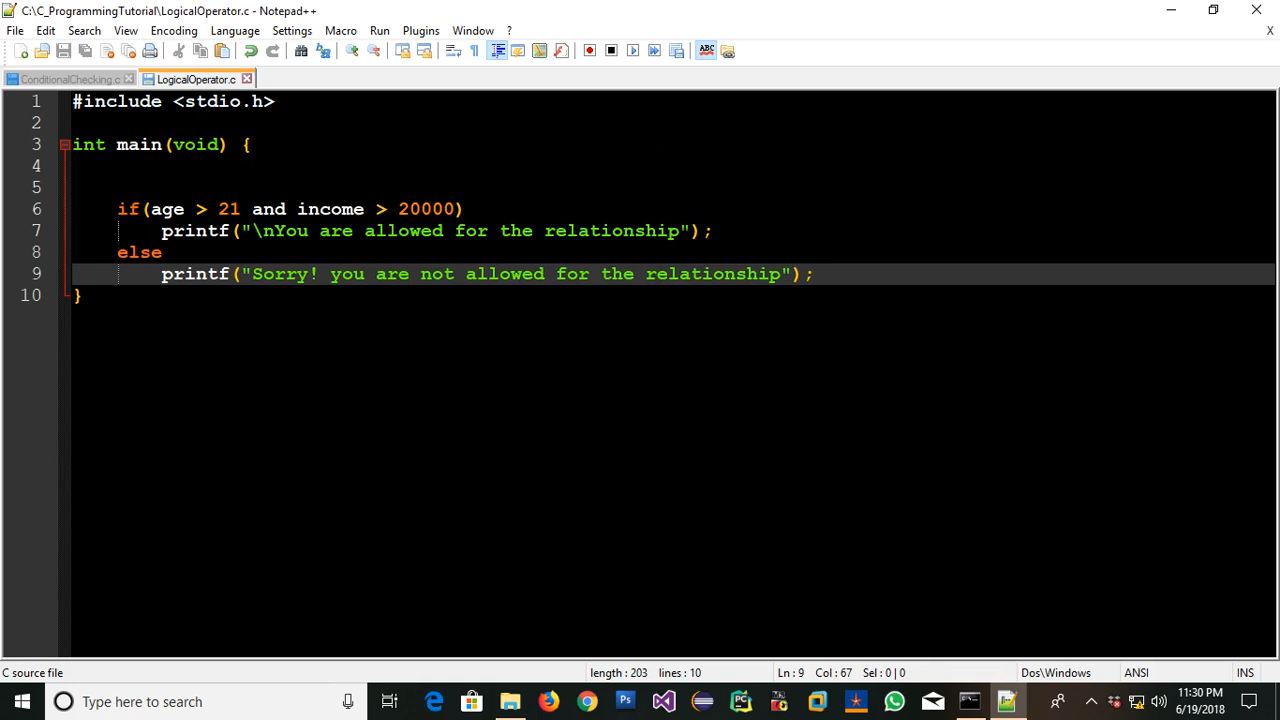 C:\C_ProgrammingTutorial\LogicalOperator.c - Notepad++
File Edit Search View Encoding Language Settings Macro Run Plugins Window ? X
ABC
ConditionalChecking.c LogicalOperator.c
1 #include <stdio.h>
2
3 int main(void) {
4
5
6 if(age > 21 and income > 20000)
7 printf("\nYou are allowed for the relationship");
8 else
9 printf("Sorry! you are not allowed for the relationship");
10 }
C source file length : 203 lines : 10 Ln : 9 Col : 67 Sel : 0 | 0 Dos\Windows ANSI INS
Type here to search
11:30 PM
6/19/2018